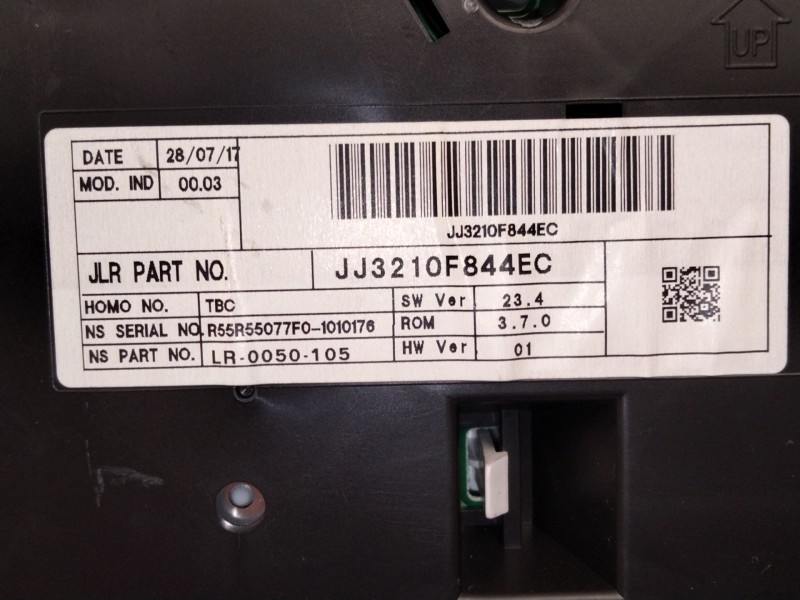 UP
DATE 28/07/17
MOD. IND 00.03
JJ3210F844EC
JLR PART NO. JJ3210F844EC
HOMO NO. TBC SW Ver 23.4
NS SERIAL NO. R55R55077F0-1010176 ROM 3.7.0
NS PART NO. LR-0050-105 HW Ver 01